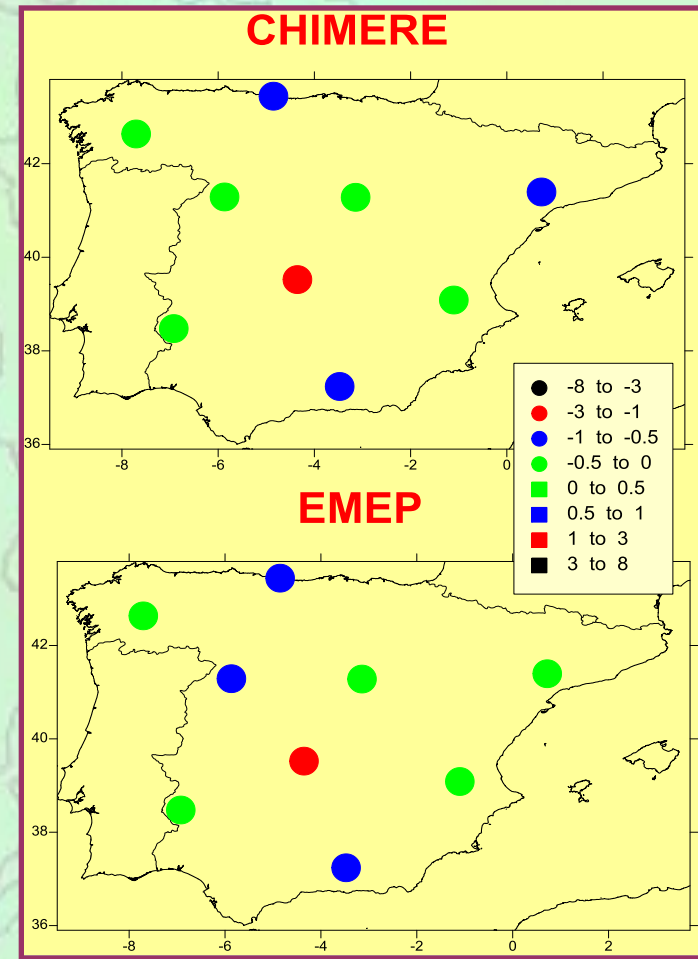 CHIMERE
42
40
38
36
-8 -6 -4 -2 0
-8 to -3
-3 to -1
-1 to -0.5
-0.5 to 0
0 to 0.5
0.5 to 1
1 to 3
3 to 8
EMEP
42
40
38
36
-8 -6 -4 -2 0 2